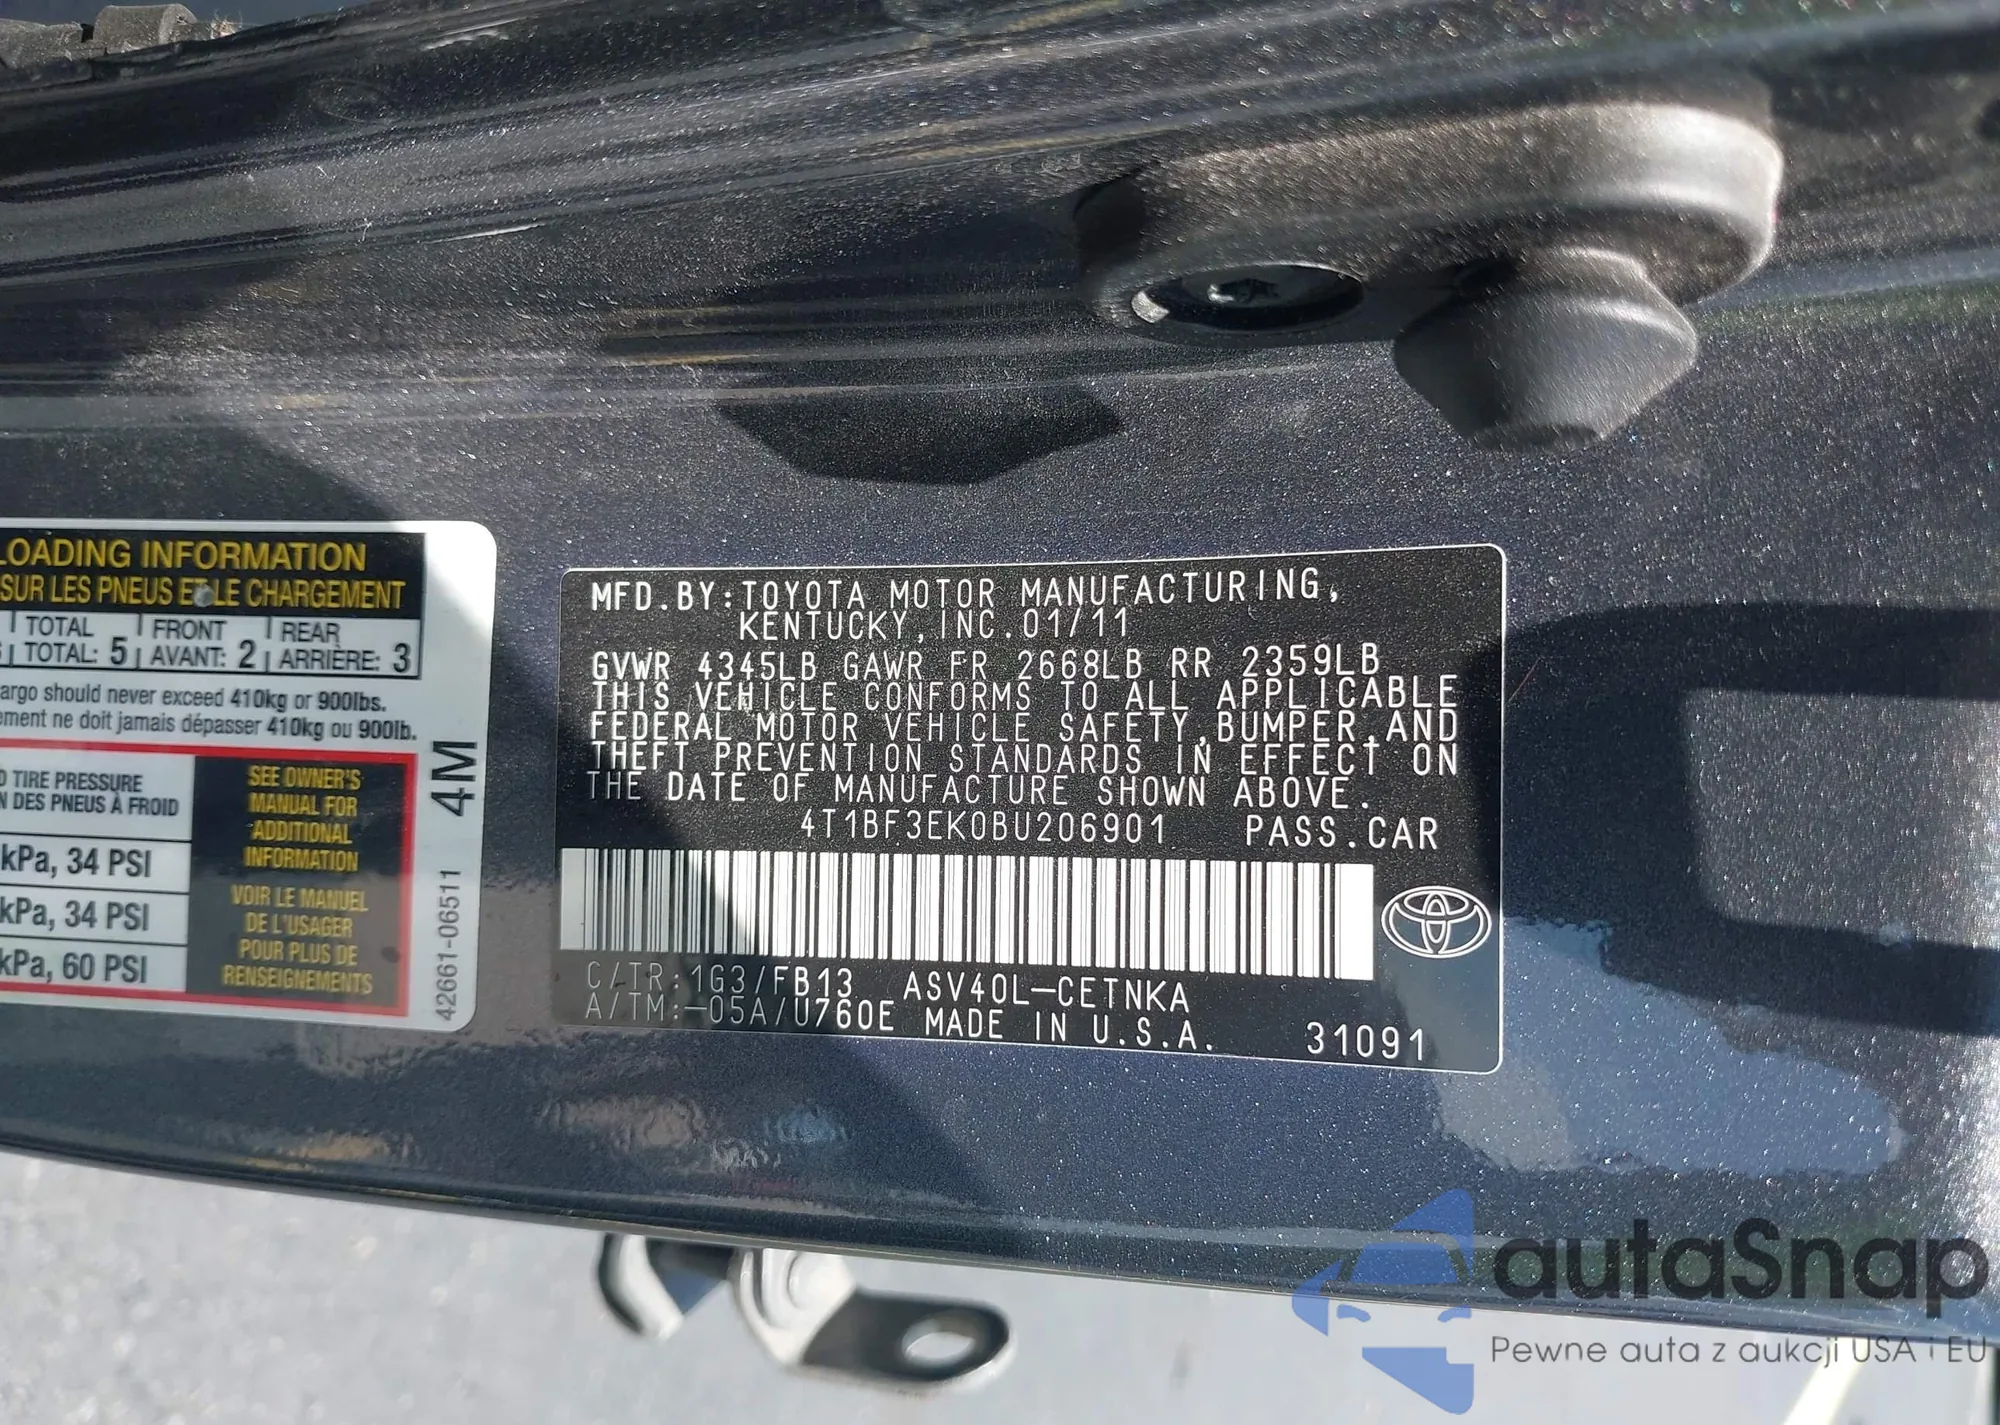 LOADING INFORMATION
SUR LES PNEUS ET LE CHARGEMENT
TOTAL | FRONT | REAR
TOTAL: 5 | AVANT: 2 | ARRIÈRE: 3
argo should never exceed 410kg or 900lbs.
ement ne doit jamais dépasser 410kg ou 900lb.
TIRE PRESSURE
DES PNEUS À FROID
kPa, 34 PSI
kPa, 34 PSI
kPa, 60 PSI
SEE OWNER'S
MANUAL FOR
ADDITIONAL
INFORMATION
VOIR LE MANUEL
DE L'USAGER
POUR PLUS DE
RENSEIGNEMENTS
4M
42661-06511
MFD.BY:TOYOTA MOTOR MANUFACTURING,
KENTUCKY,INC.01/11
GVWR 4345LB GAWR FR 2668LB RR 2359LB
THIS VEHICLE CONFORMS TO ALL APPLICABLE
FEDERAL MOTOR VEHICLE SAFETY,BUMPER,AND
THEFT PREVENTION STANDARDS IN EFFECT ON
THE DATE OF MANUFACTURE SHOWN ABOVE.
4T1BF3EK0BU206901 PASS.CAR
C/TR:1G3/FB13 ASV40L-CETNKA
A/TM:-05A/U760E MADE IN U.S.A. 31091
autaSnap
Pewne auta z aukcji USA i EU